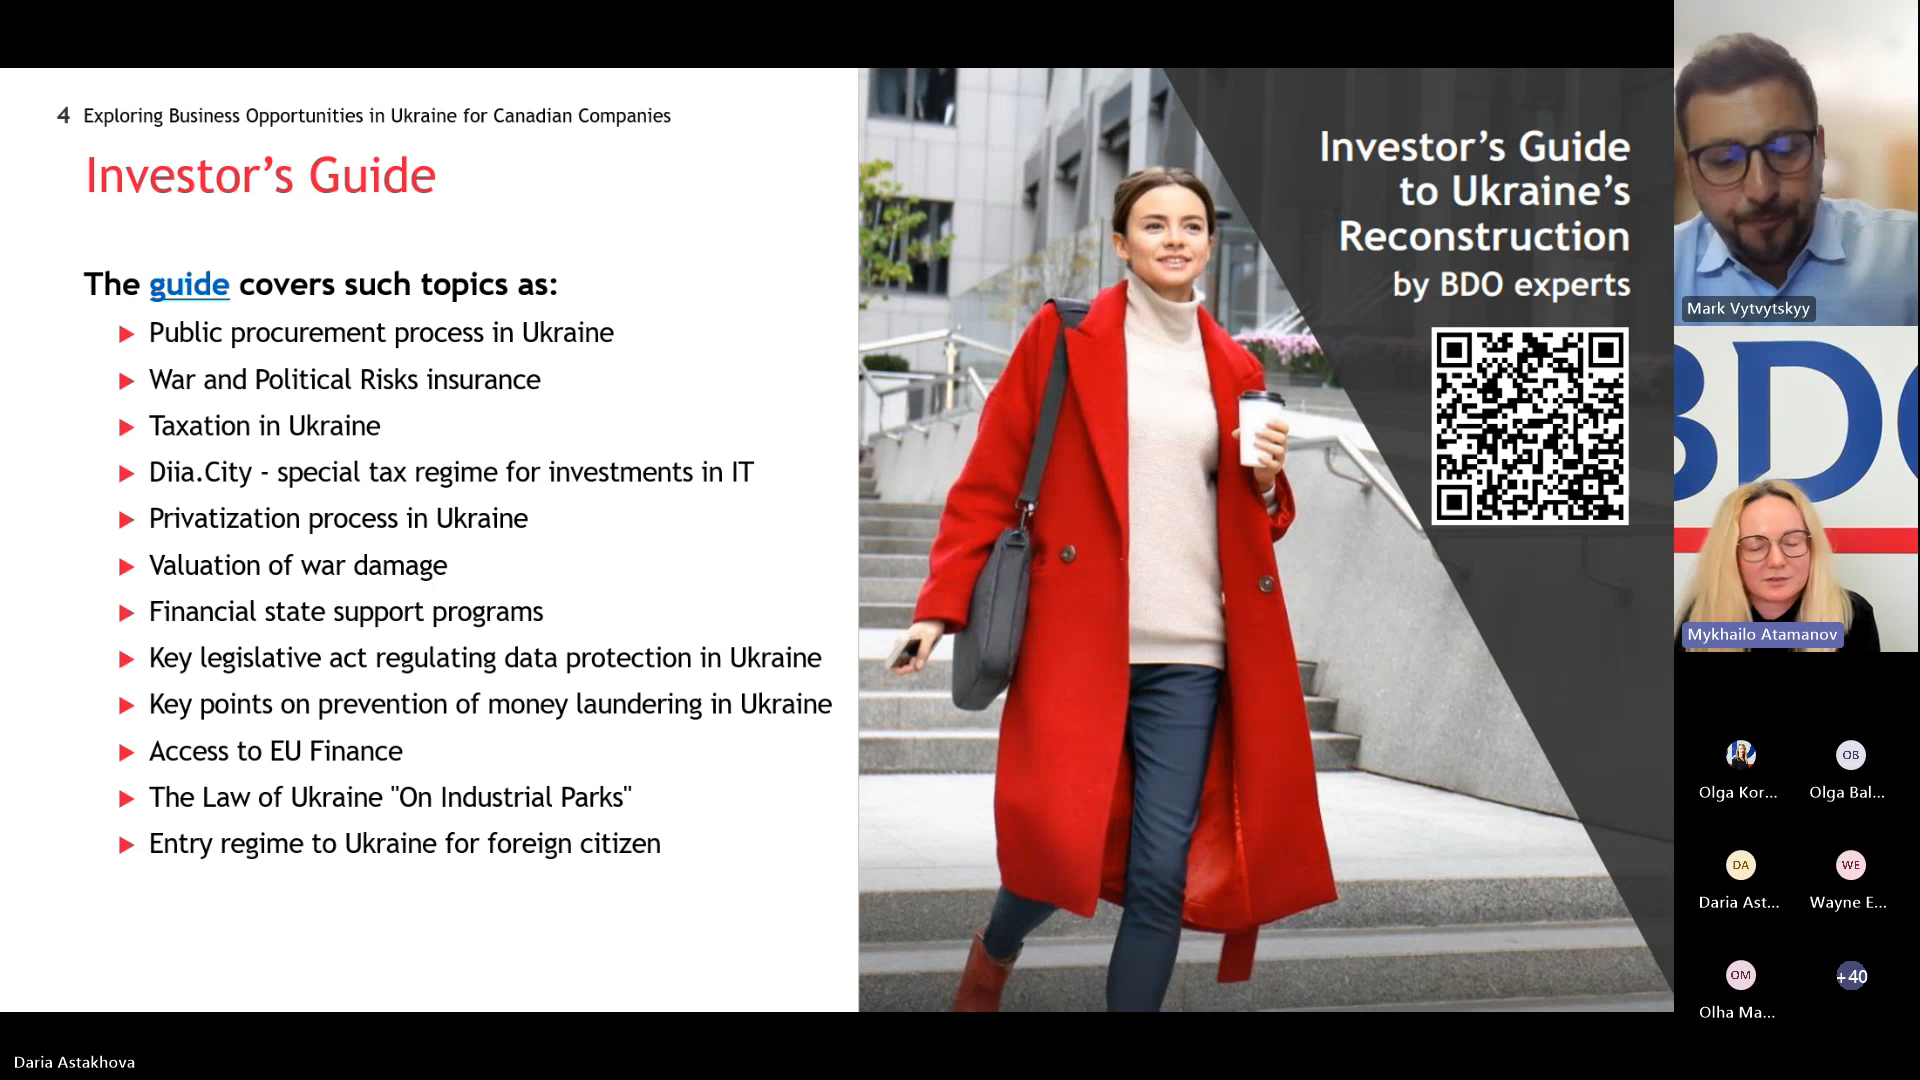 4 Exploring Business Opportunities in Ukraine for Canadian Companies
Investor's Guide
The guide covers such topics as:
Public procurement process in Ukraine
War and Political Risks insurance
Taxation in Ukraine
Diia.City - special tax regime for investments in IT
Privatization process in Ukraine
Valuation of war damage
Financial state support programs
Key legislative act regulating data protection in Ukraine
Key points on prevention of money laundering in Ukraine
Access to EU Finance
The Law of Ukraine "On Industrial Parks"
Entry regime to Ukraine for foreign citizen
Investor's Guide
to Ukraine's
Reconstruction
by BDO experts
Mark Vytvytskyy
BDO
Mykhailo Atamanov
OB
Olga Kor...
Olga Bal...
DA
WE
Daria Ast...
Wayne E...
OM
+40
Olha Ma...
Daria Astakhova